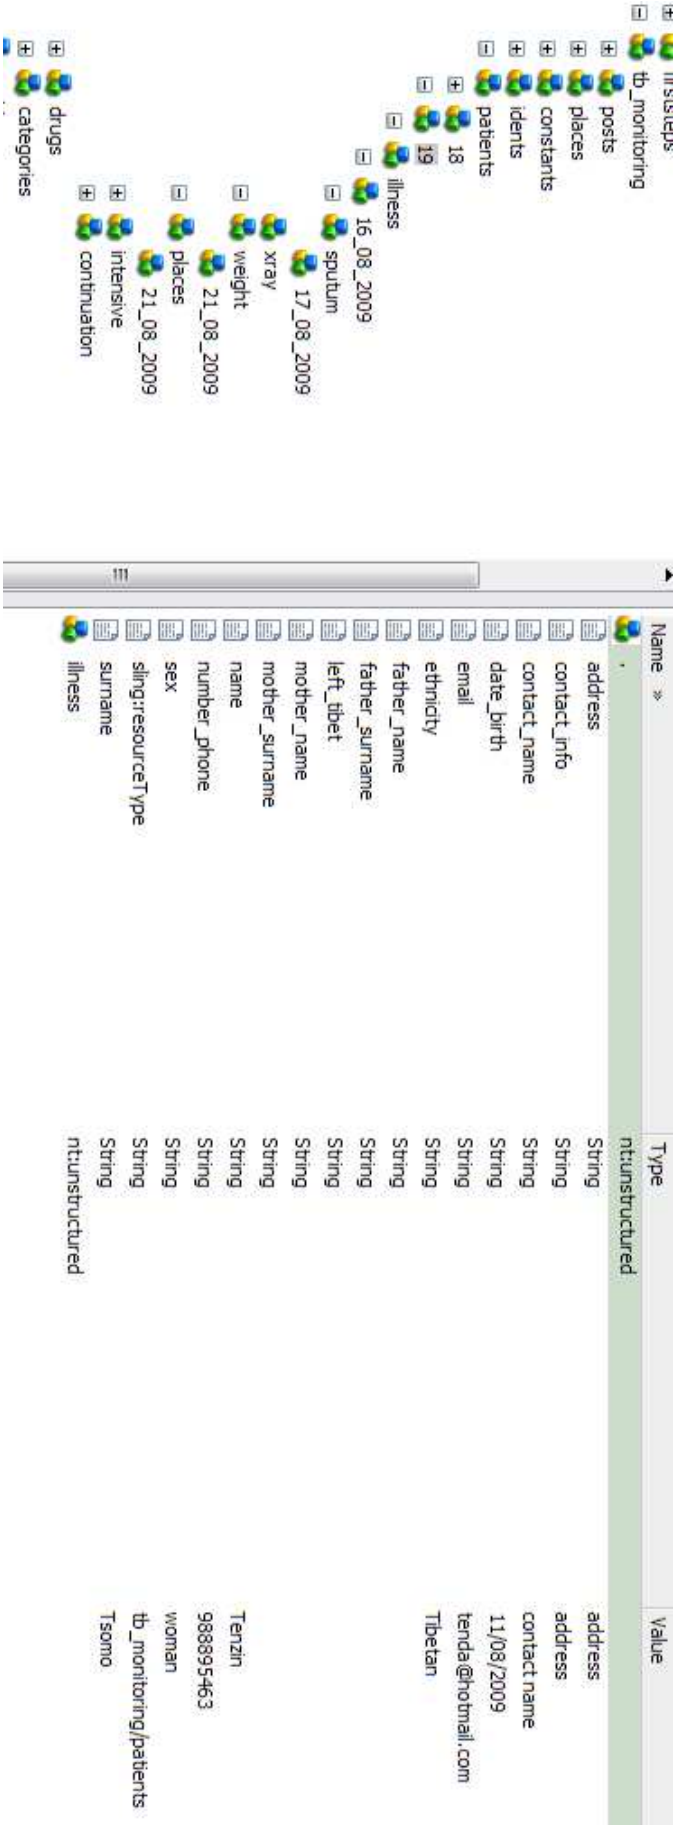 firststeps
tb_monitoring
posts
places
constants
idents
patients
18
19
illness
16_08_2009
sputum
17_08_2009
xray
weight
21_08_2009
places
21_08_2009
intensive
continuation
drugs
categories
Name » Type Value
. nt:unstructured
address String address
contact_info String address
contact_name String contact name
date_birth String 11/08/2009
email String tenda@hotmail.com
ethnicity String Tibetan
father_name String
father_surname String
left_tibet String
mother_name String
mother_surname String
name String Tenzin
number_phone String 988895463
sex String woman
sling:resourceType String tb_monitoring/patients
surname String Tsomo
illness nt:unstructured